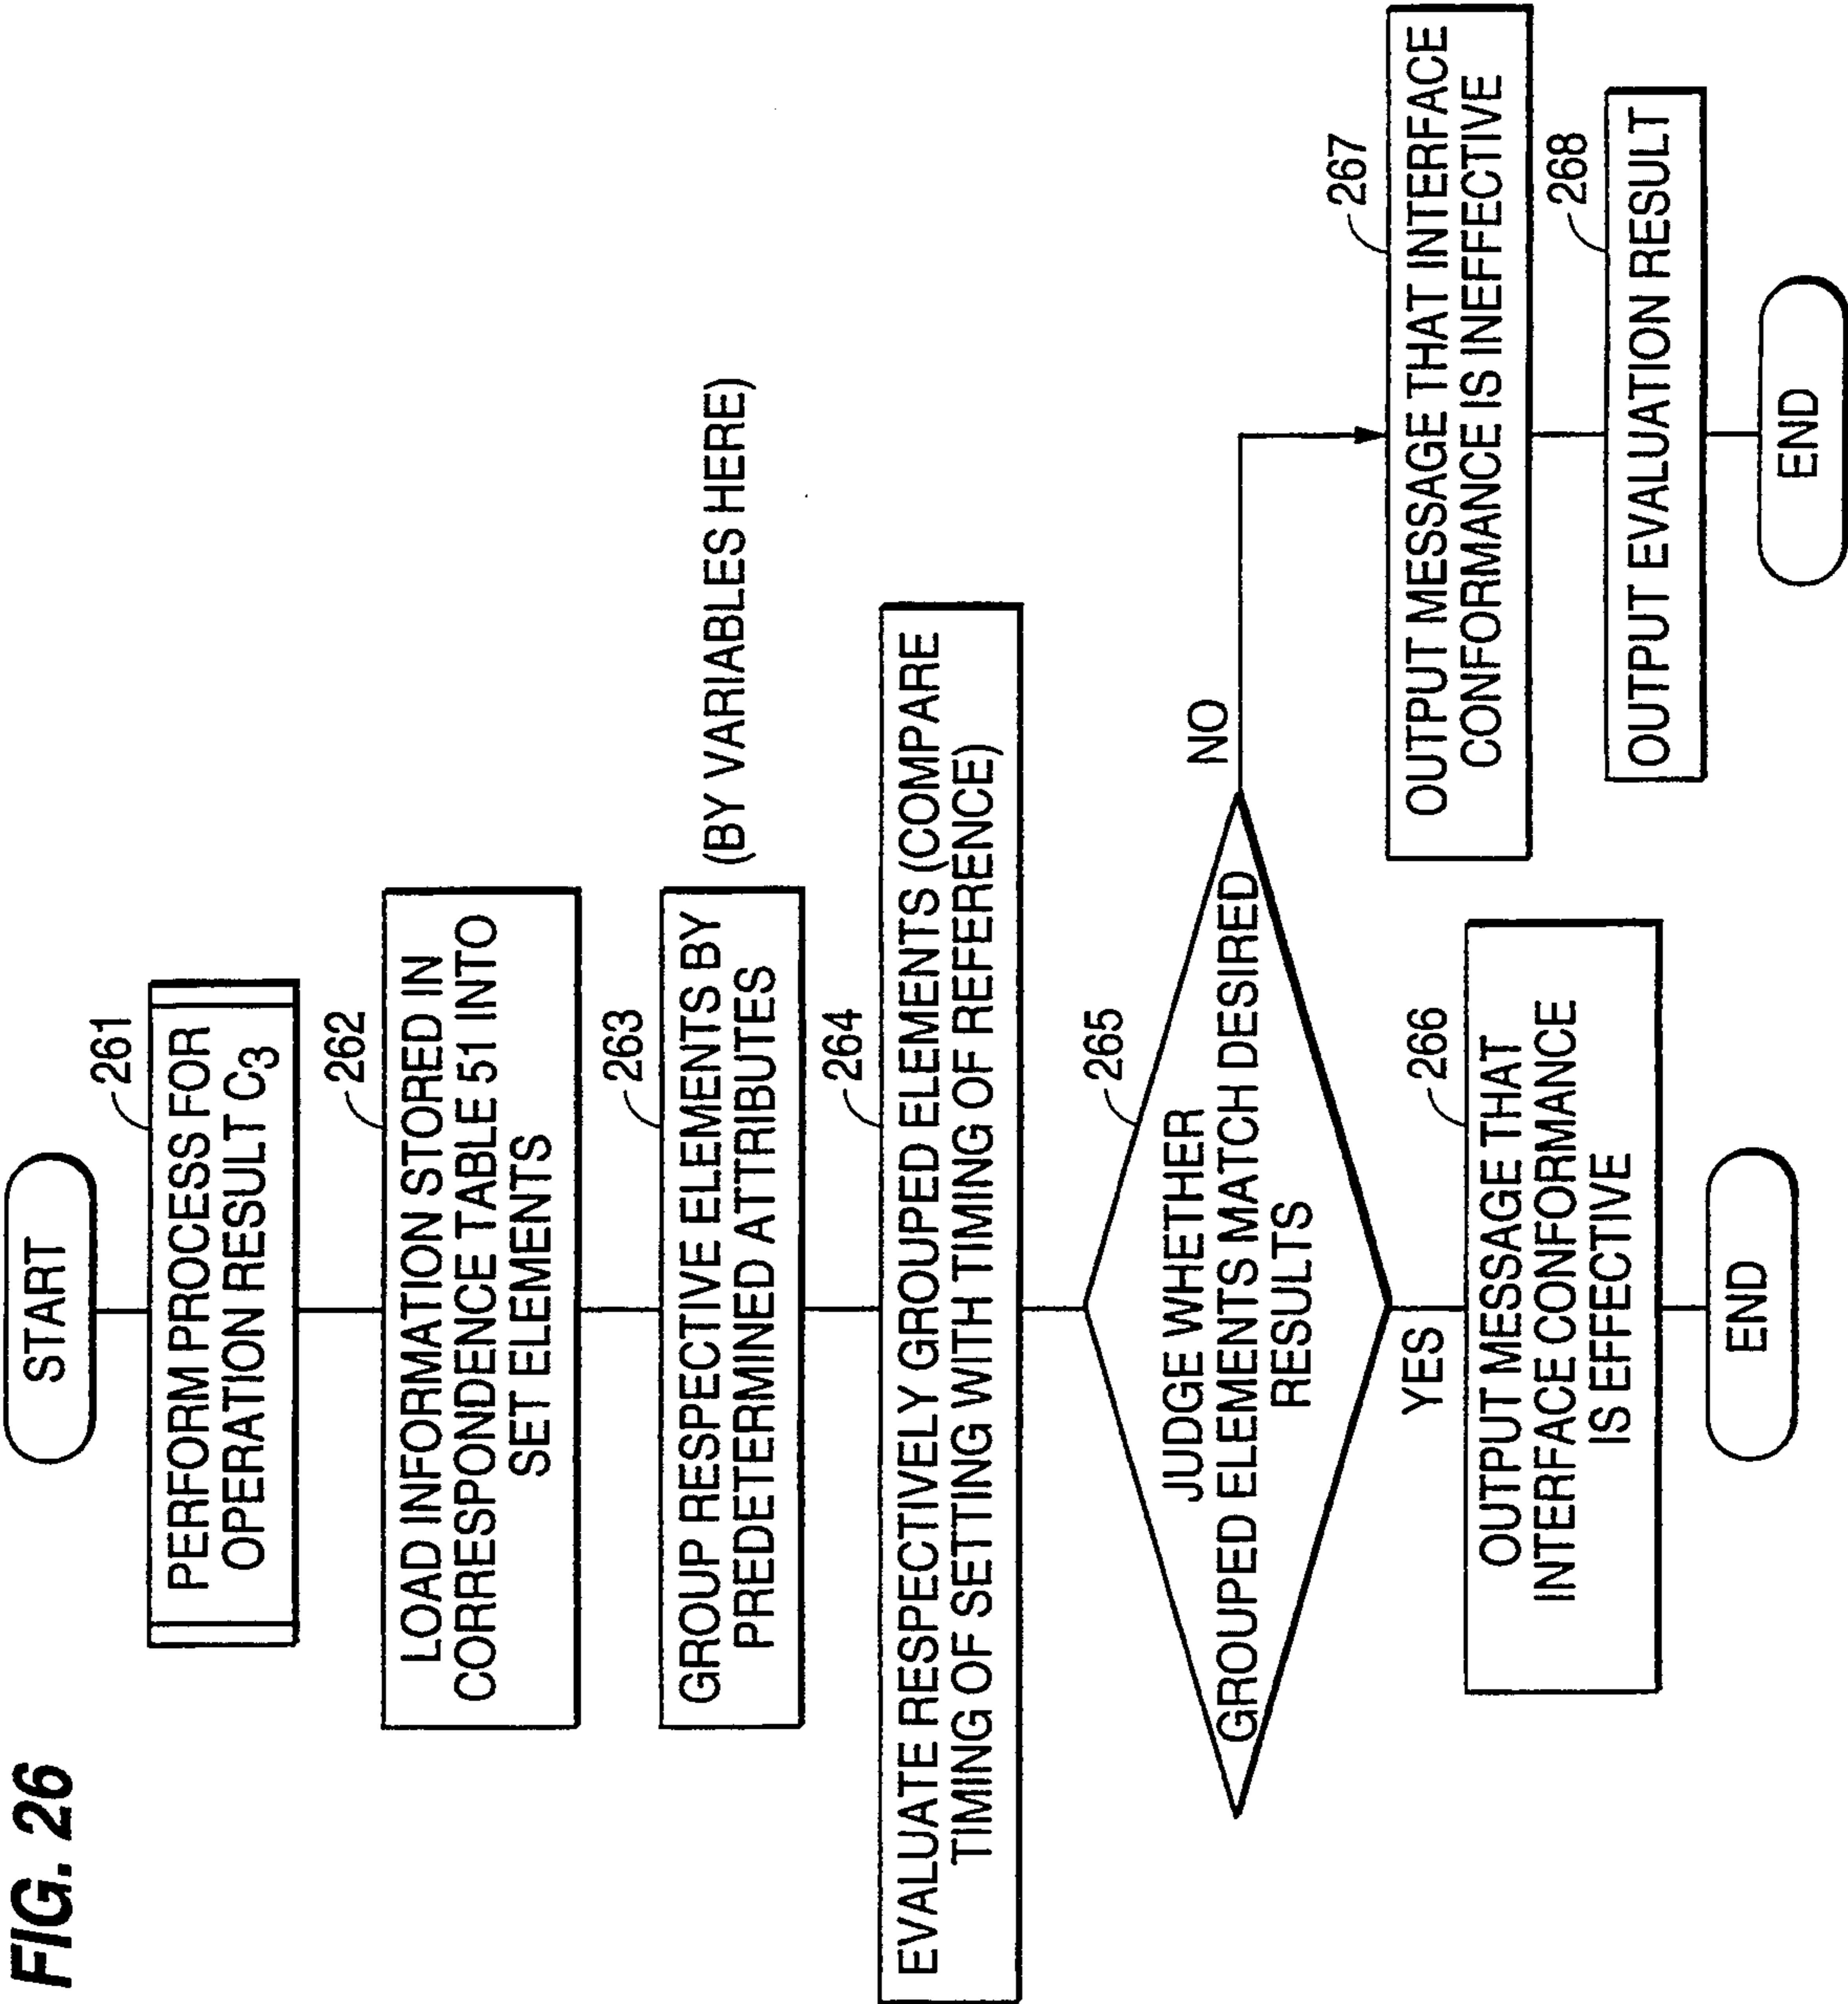 FIG. 26
START
261
PERFORM PROCESS FOR
OPERATION RESULT C₃
262
LOAD INFORMATION STORED IN
CORRESPONDENCE TABLE 51 INTO
SET ELEMENTS
263
GROUP RESPECTIVE ELEMENTS BY
PREDETERMINED ATTRIBUTES
(BY VARIABLES HERE)
264
EVALUATE RESPECTIVELY GROUPED ELEMENTS (COMPARE
TIMING OF SETTING WITH TIMING OF REFERENCE)
265
JUDGE WHETHER
GROUPED ELEMENTS MATCH DESIRED
RESULTS
NO
YES
266
OUTPUT MESSAGE THAT
INTERFACE CONFORMANCE
IS EFFECTIVE
END
267
OUTPUT MESSAGE THAT INTERFACE
CONFORMANCE IS INEFFECTIVE
268
OUTPUT EVALUATION RESULT
END